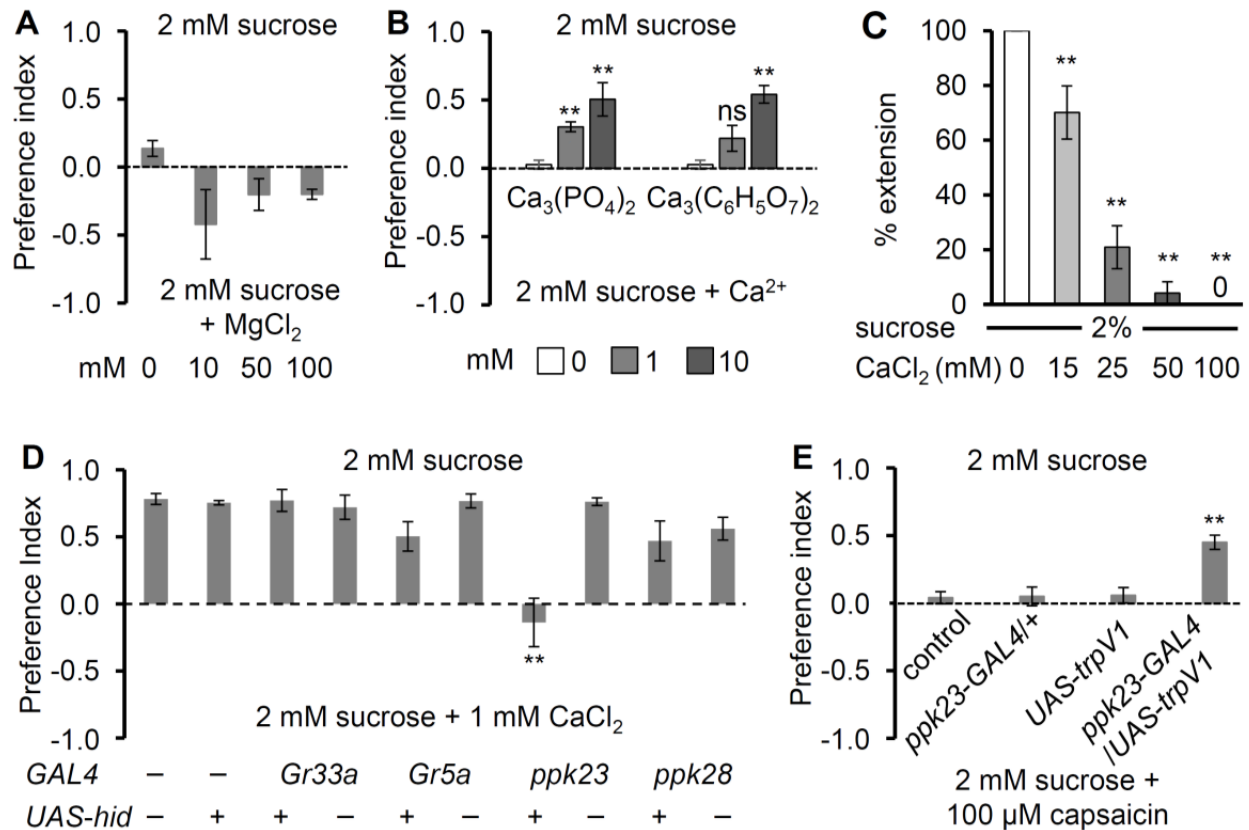 A
2 mM sucrose
Preference index
1.0
0.5
0.0
-0.5
-1.0
2 mM sucrose
+ MgCl₂
mM 0 10 50 100
B
2 mM sucrose
Preference index
1.0
0.5
0.0
-0.5
-1.0
** ** ns **
Ca₃(PO₄)₂ Ca₃(C₆H₅O₇)₂
2 mM sucrose + Ca²⁺
mM 0 1 10
C
% extension
100
80
60
40
20
0
** ** ** **
0
sucrose 2%
CaCl₂ (mM) 0 15 25 50 100
D
2 mM sucrose
Preference Index
1.0
0.5
0.0
-0.5
-1.0
**
2 mM sucrose + 1 mM CaCl₂
GAL4 – – Gr33a Gr5a ppk23 ppk28
UAS-hid – + + – + – + – + –
E
2 mM sucrose
Preference index
1.0
0.5
0.0
-0.5
-1.0
**
control
ppk23-GAL4/+
UAS-trpV1
ppk23-GAL4
/UAS-trpV1
2 mM sucrose +
100 µM capsaicin